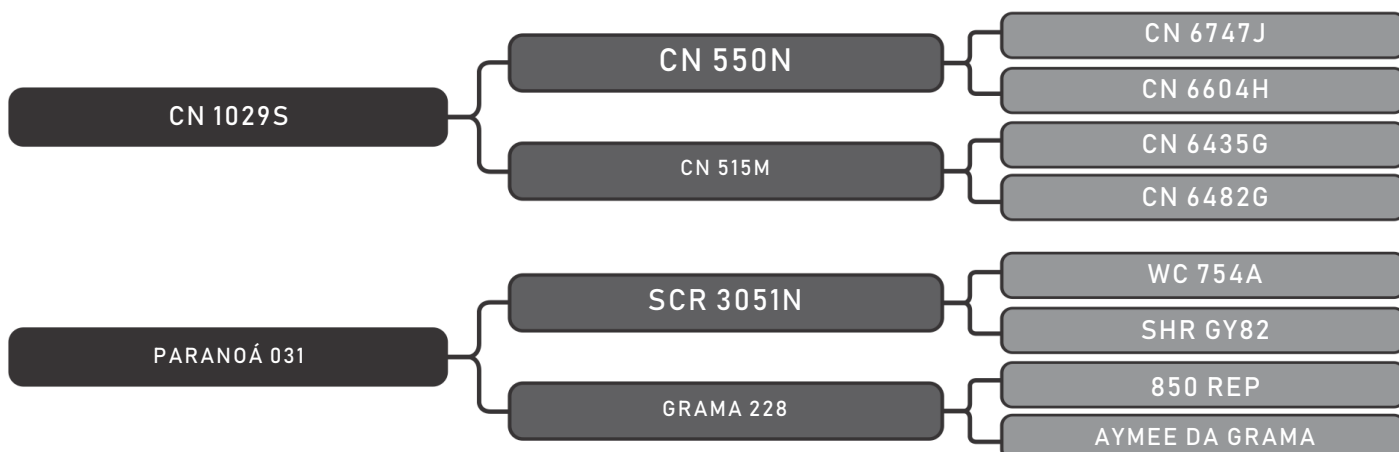 CN 1029S
CN 550N
CN 6747J
CN 6604H
CN 515M
CN 6435G
CN 6482G
PARANOÁ 031
SCR 3051N
WC 754A
SHR GY82
GRAMA 228
850 REP
AYMEE DA GRAMA